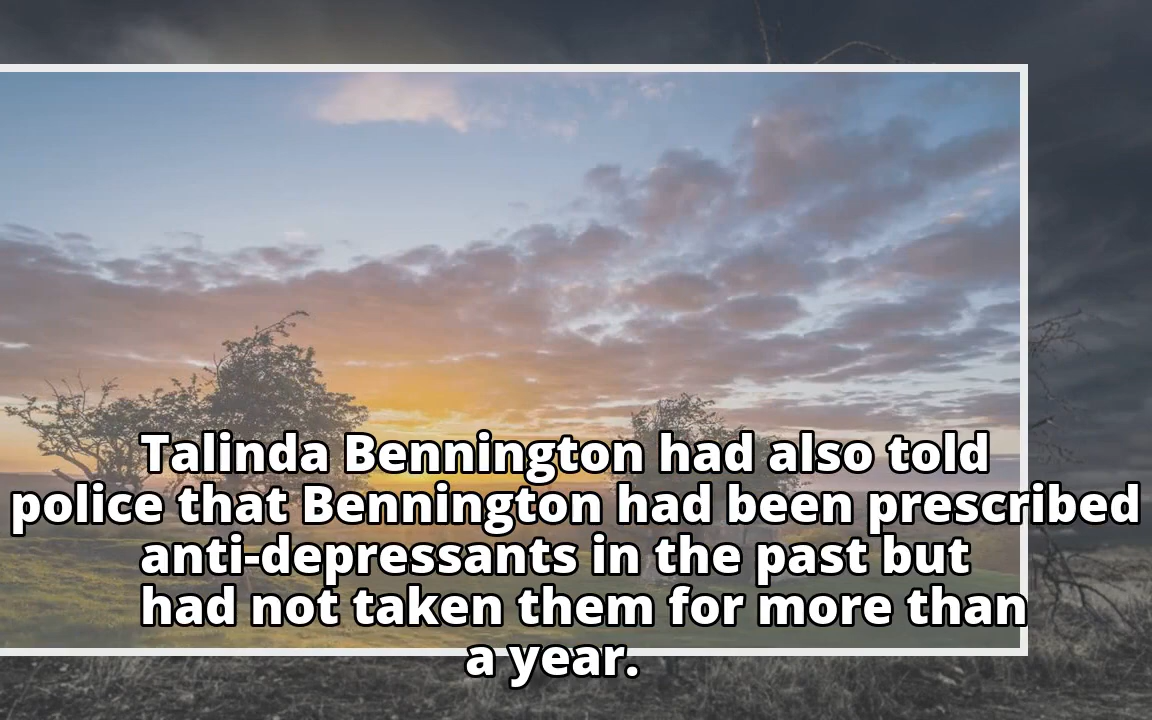 Talinda Bennington had also told
police that Bennington had been prescribed
anti-depressants in the past but
had not taken them for more than
a year.